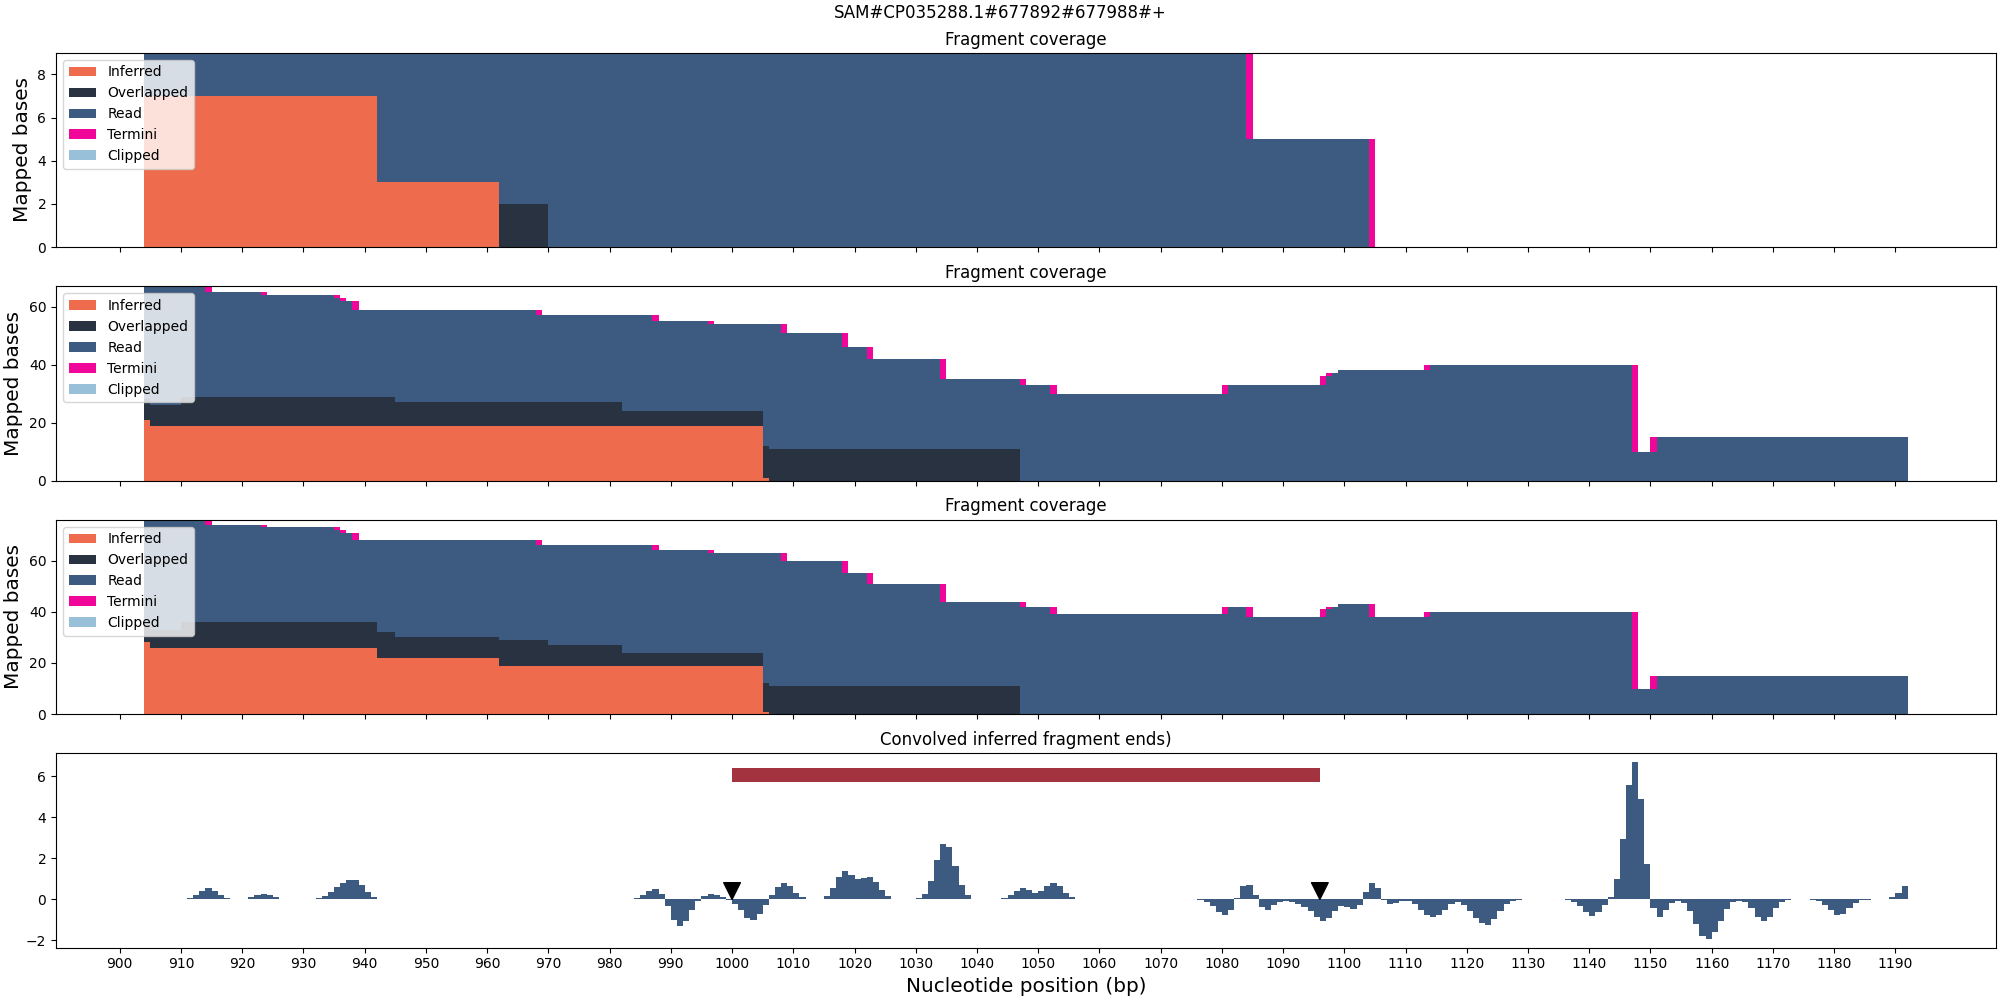 SAM#CP035288.1#677892#677988#+
Fragment coverage
Mapped bases
8
6
4
2
0
Inferred
Overlapped
Read
Termini
Clipped
Fragment coverage
Mapped bases
60
40
20
0
Inferred
Overlapped
Read
Termini
Clipped
Fragment coverage
Mapped bases
60
40
20
0
Inferred
Overlapped
Read
Termini
Clipped
Convolved inferred fragment ends)
6
4
2
0
−2
900 910 920 930 940 950 960 970 980 990 1000 1010 1020 1030 1040 1050 1060 1070 1080 1090 1100 1110 1120 1130 1140 1150 1160 1170 1180 1190
Nucleotide position (bp)